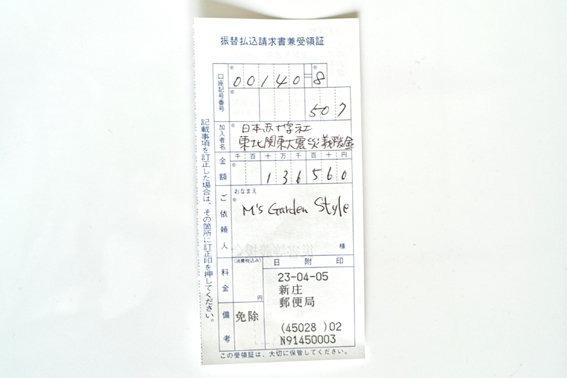 振替払込請求書兼受領証
口座記号番号
00140=8
507
加入者名
日本赤十字社
東北関東大震災義援金
金額
千百十万千百十円
136560
ご依頼人
おなまえ
M's Garden Style
様
料金
(消費税込み)
円
備考
免除
日附印
23-04-05
新庄
郵便局
(45028 )02
N91450003
記載事項を訂正した場合は、その箇所に訂正印を押してください。
この受領証は、大切に保管してください。